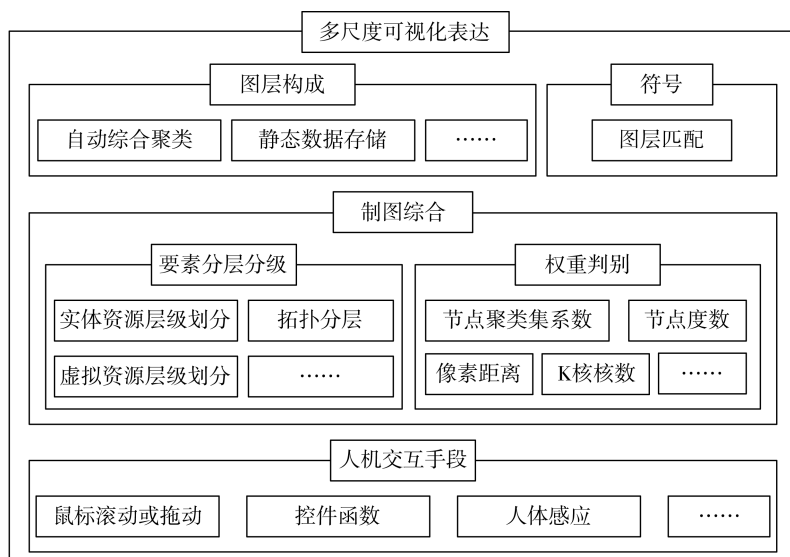 多尺度可视化表达
图层构成
符号
自动综合聚类
静态数据存储
……
图层匹配
制图综合
要素分层分级
权重判别
实体资源层级划分
拓扑分层
节点聚类集系数
节点度数
虚拟资源层级划分
……
像素距离
K核核数
……
人机交互手段
鼠标滚动或拖动
控件函数
人体感应
……